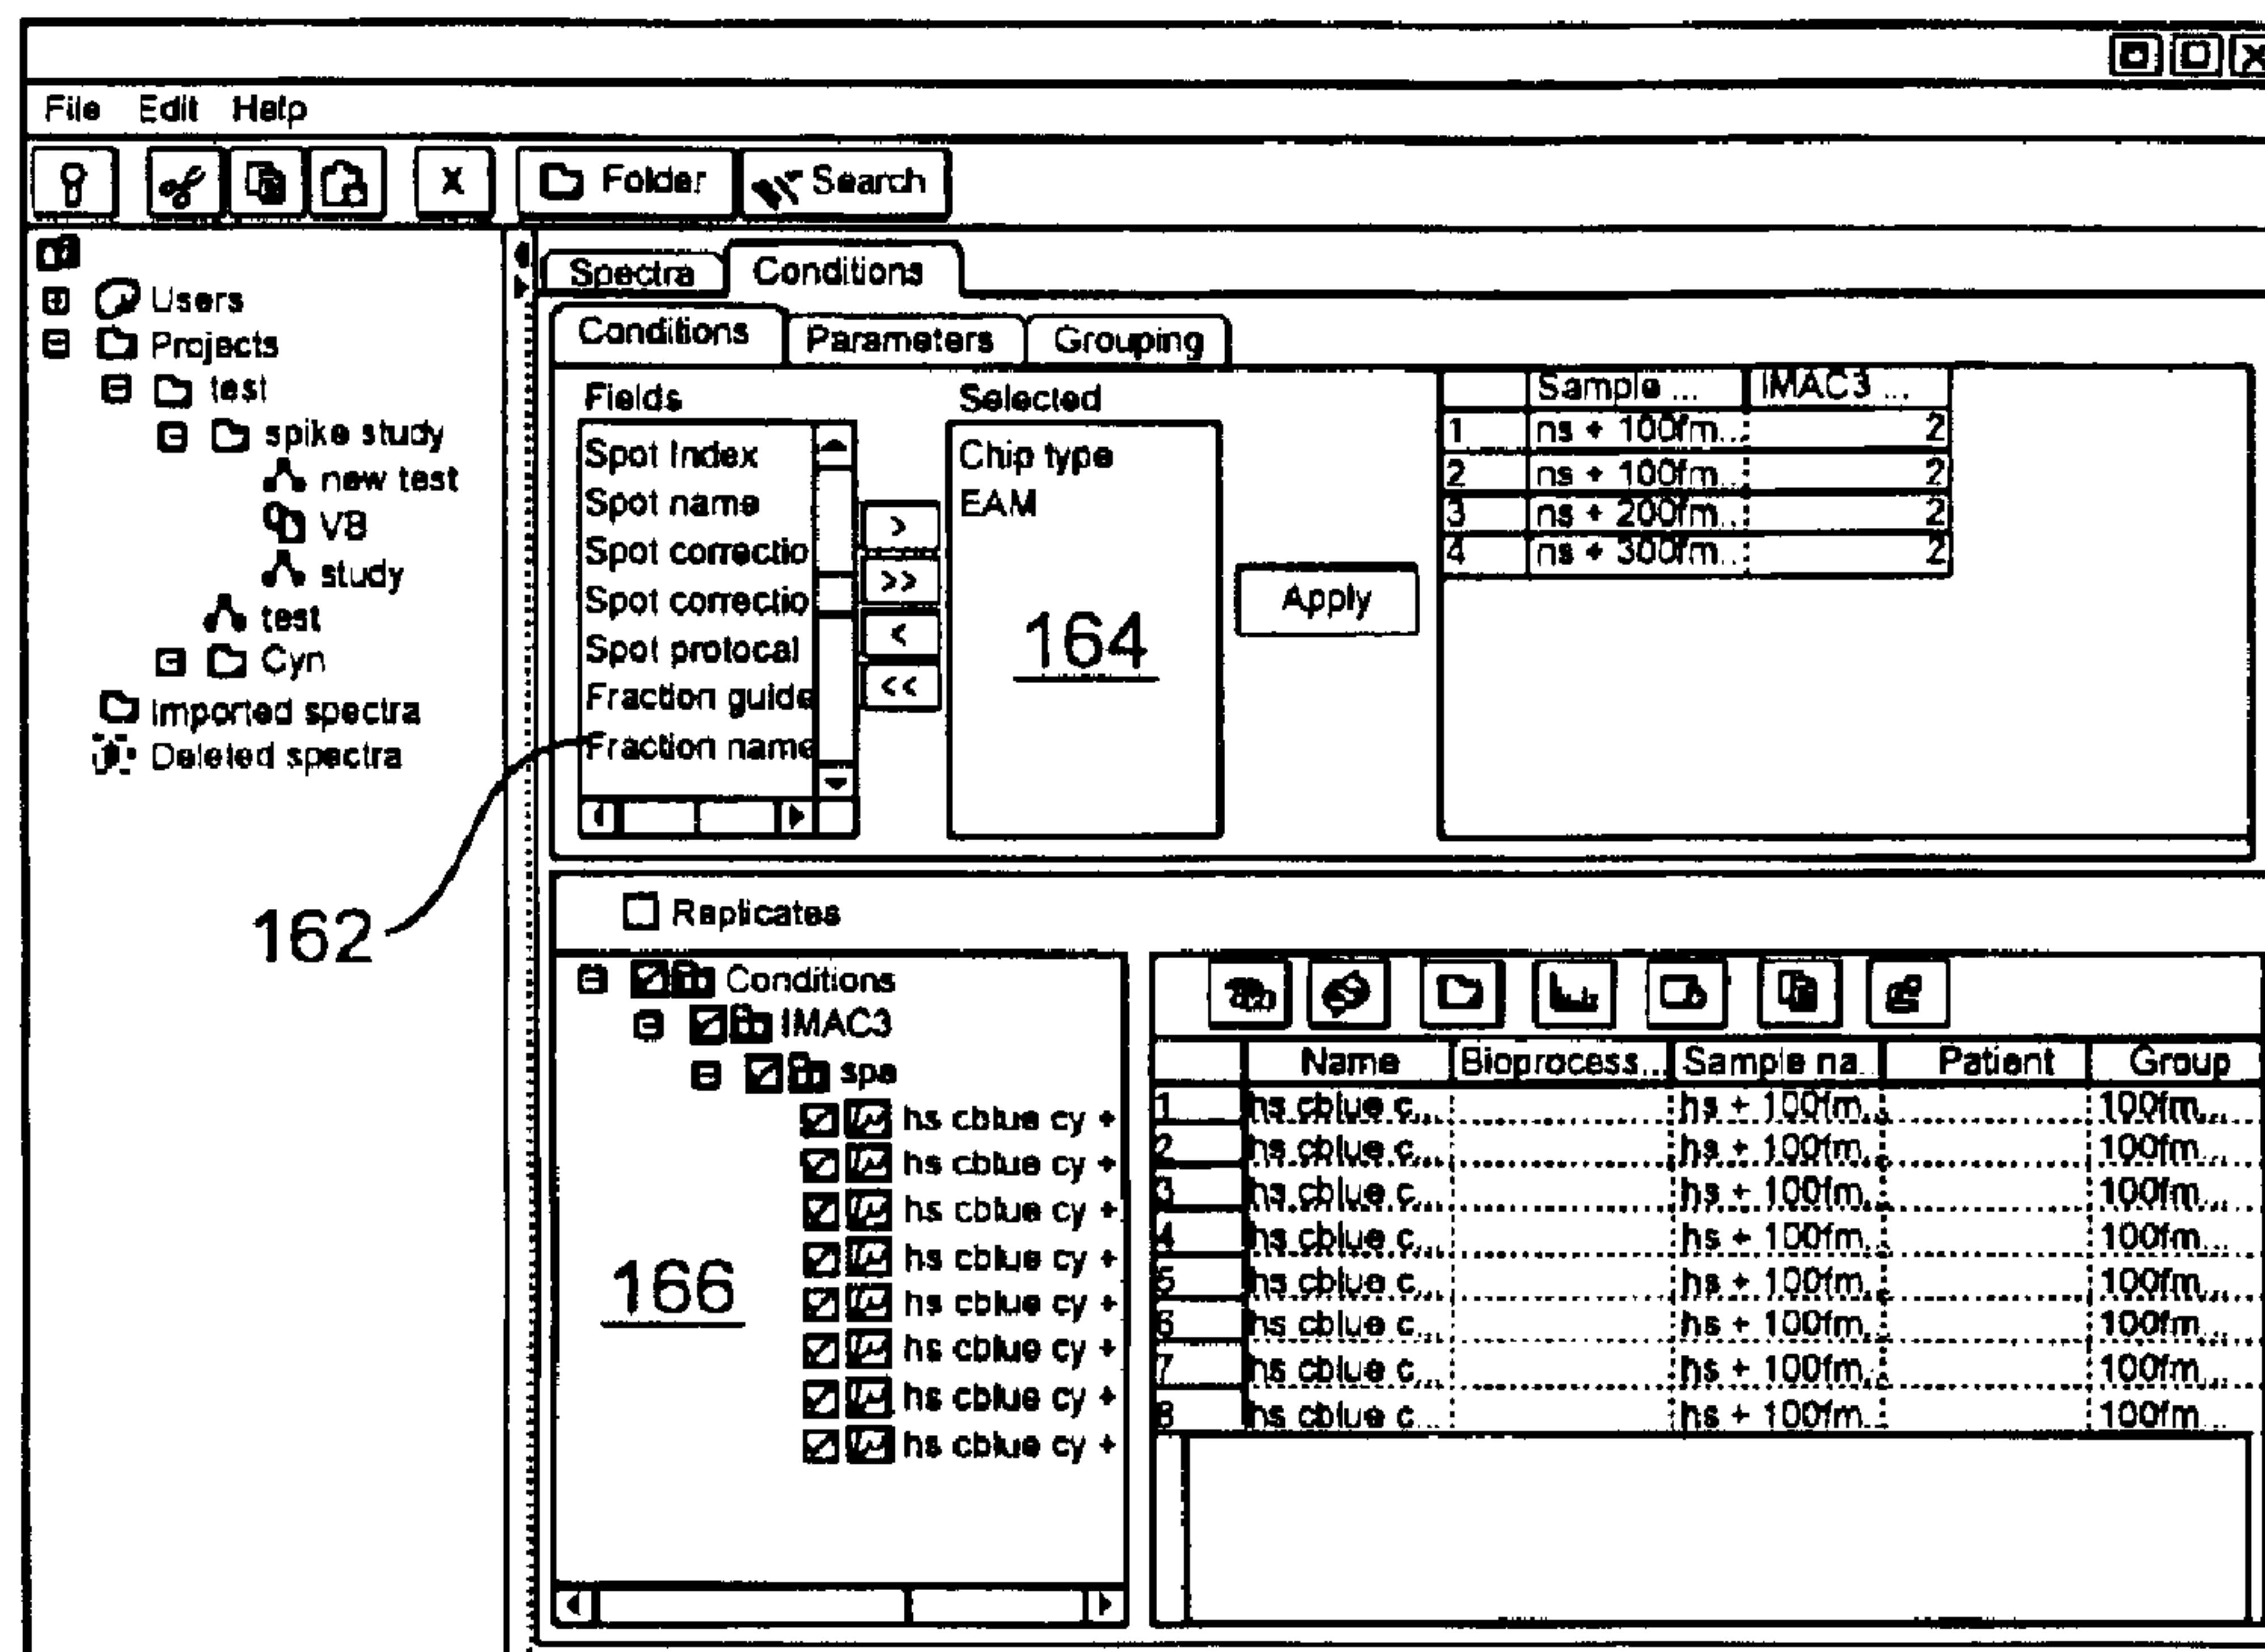 File Edit Help
X Folder Search
Users
Projects
test
spike study
new test
VB
study
test
Cyn
Imported spectra
Deleted spectra
Spectra Conditions
Conditions Parameters Grouping
Fields
Spot Index
Spot name
Spot correctio
Spot correctio
Spot protocal
Fraction guide
Fraction name
>
>>
<
<<
Selected
Chip type
EAM
164
Apply
Sample ... IMAC3 ...
1 ns + 100fm... 2
2 ns + 100fm... 2
3 ns + 200fm... 2
4 ns + 300fm... 2
162
Replicates
Conditions
IMAC3
spa
hs cblue cy +
hs cblue cy +
hs cblue cy +
hs cblue cy +
hs cblue cy +
hs cblue cy +
hs cblue cy +
hs cblue cy +
166
Name Bioprocess... Sample na... Patient Group
1 hs cblue c... hs + 100fm... 100fm...
2 hs cblue c... hs + 100fm... 100fm...
3 hs cblue c... hs + 100fm... 100fm...
4 hs cblue c... hs + 100fm... 100fm...
5 hs cblue c... hs + 100fm... 100fm...
6 hs cblue c... hs + 100fm... 100fm...
7 hs cblue c... hs + 100fm... 100fm...
8 hs cblue c... hs + 100fm... 100fm...